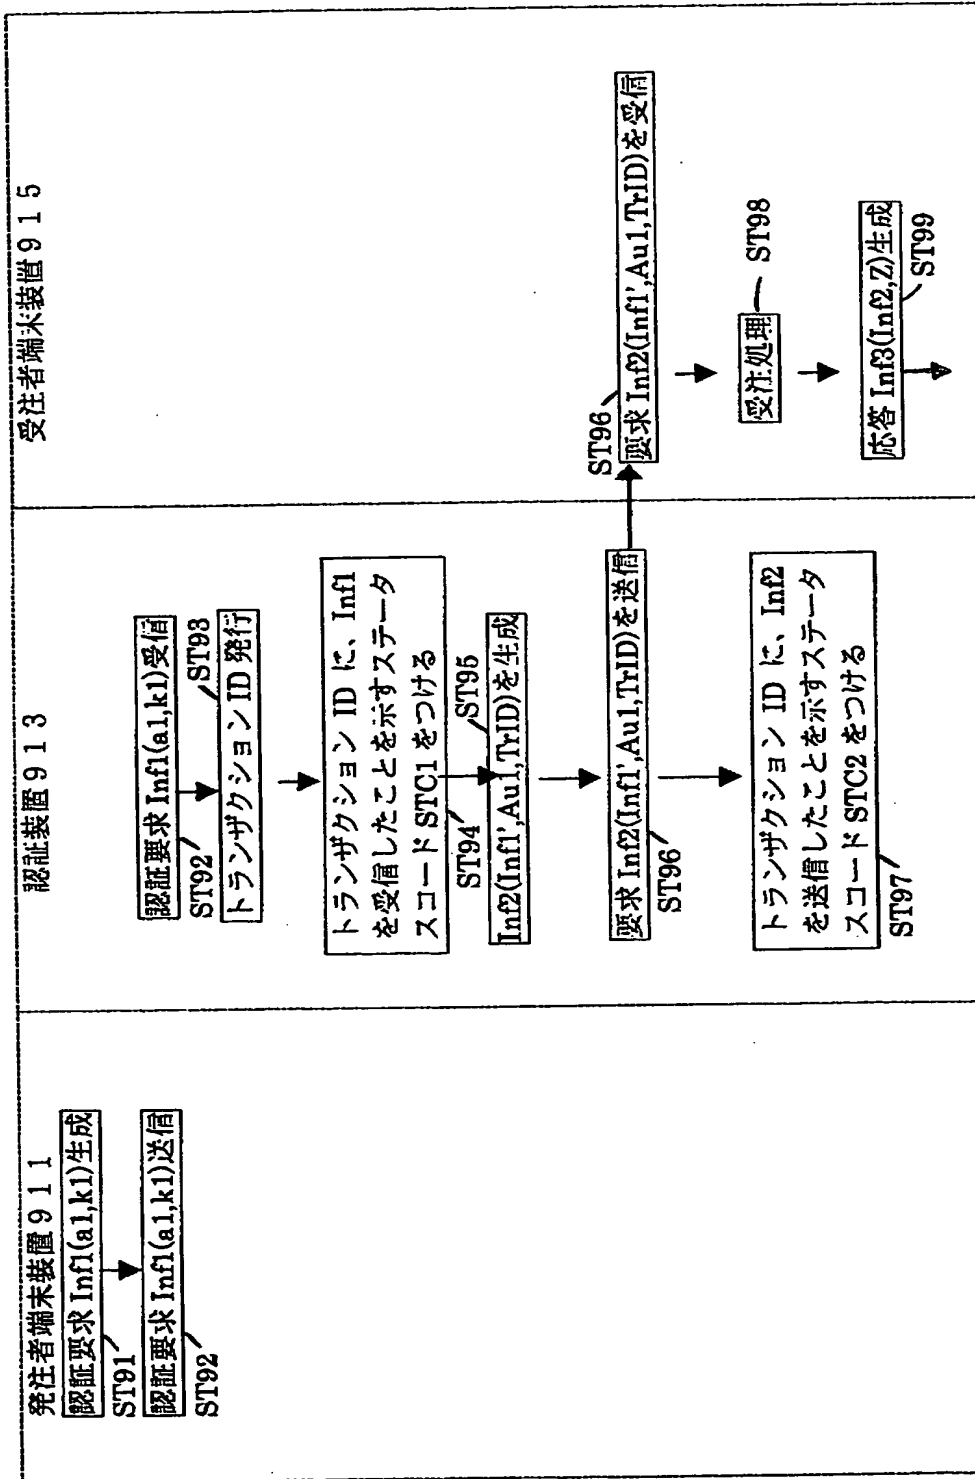 発注者端末装置911
認証要求 Inf1(a1,k1)生成
ST91
認証要求 Inf1(a1,k1)送信
ST92
認証装置913
認証要求 Inf1(a1,k1)受信
ST92
ST93
トランザクション ID 発行
トランザクション ID に、Inf1
を受信したことを示すステータ
スコード STC1 をつける
ST94
ST95
Inf2(Inf1',Au1,TrID)を生成
要求 Inf2(Inf1',Au1,TrID)を送信
ST96
トランザクション ID に、Inf2
を送信したことを示すステータ
スコード STC2 をつける
ST97
受注者端末装置915
ST96
要求 Inf2(Inf1',Au1,TrID)を受信
受注処理
ST98
応答 Inf3(Inf2,Z)生成
ST99